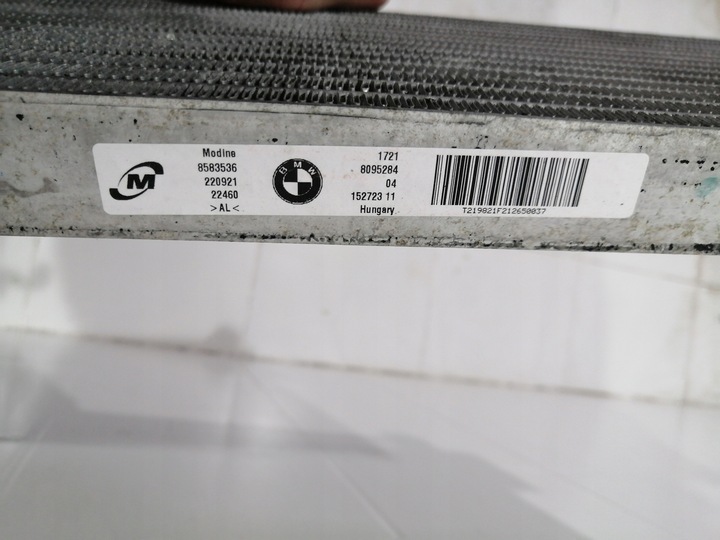 M
Modine
8583536
220921
22460
>AL<
BMW
1721
8095284
04
152723 11
Hungary
T219821F212650037